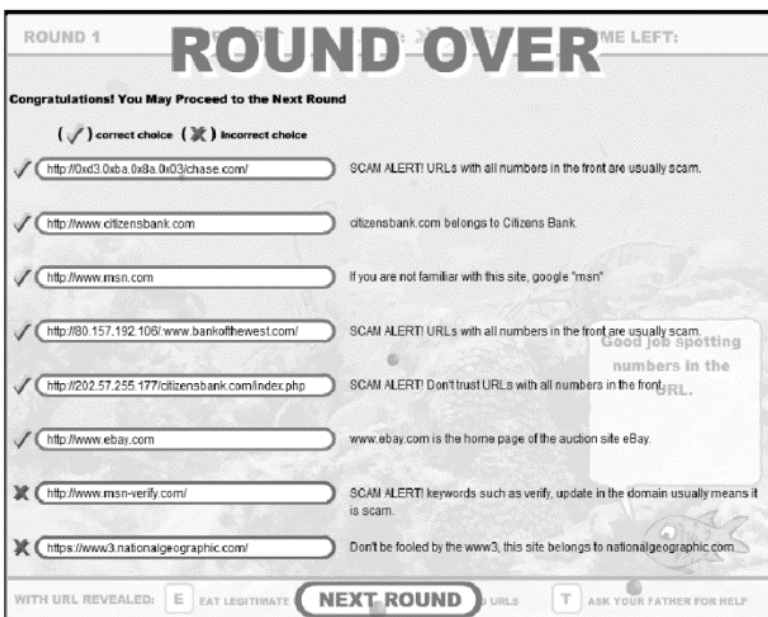 ROUND 1 ME LEFT:
ROUND OVER
Congratulations! You May Proceed to the Next Round
( ✓ ) correct choice ( ✗ ) Incorrect choice
http://0xd3.0xba.0x8a.0x03/chase.com/ SCAM ALERT! URLs with all numbers in the front are usually scam.
http://www.citizensbank.com citizensbank.com belongs to Citizens Bank.
http://www.msn.com If you are not familiar with this site, google "msn"
http://80.157.192.106/:www.bankofthewest.com/ SCAM ALERT! URLs with all numbers in the front are usually scam.
Good job spotting
numbers in the
URL.
http://202.57.255.177/citizensbank.com/index.php SCAM ALERT! Don't trust URLs with all numbers in the front.
http://www.ebay.com www.ebay.com is the home page of the auction site eBay.
http://www.msn-verify.com/ SCAM ALERT! keywords such as verify, update in the domain usually means it
is scam.
https://www3.nationalgeographic.com/ Don't be fooled by the www3, this site belongs to nationalgeographic.com
WITH URL REVEALED: E EAT LEGITIMATE NEXT ROUND URLS T ASK YOUR FATHER FOR HELP